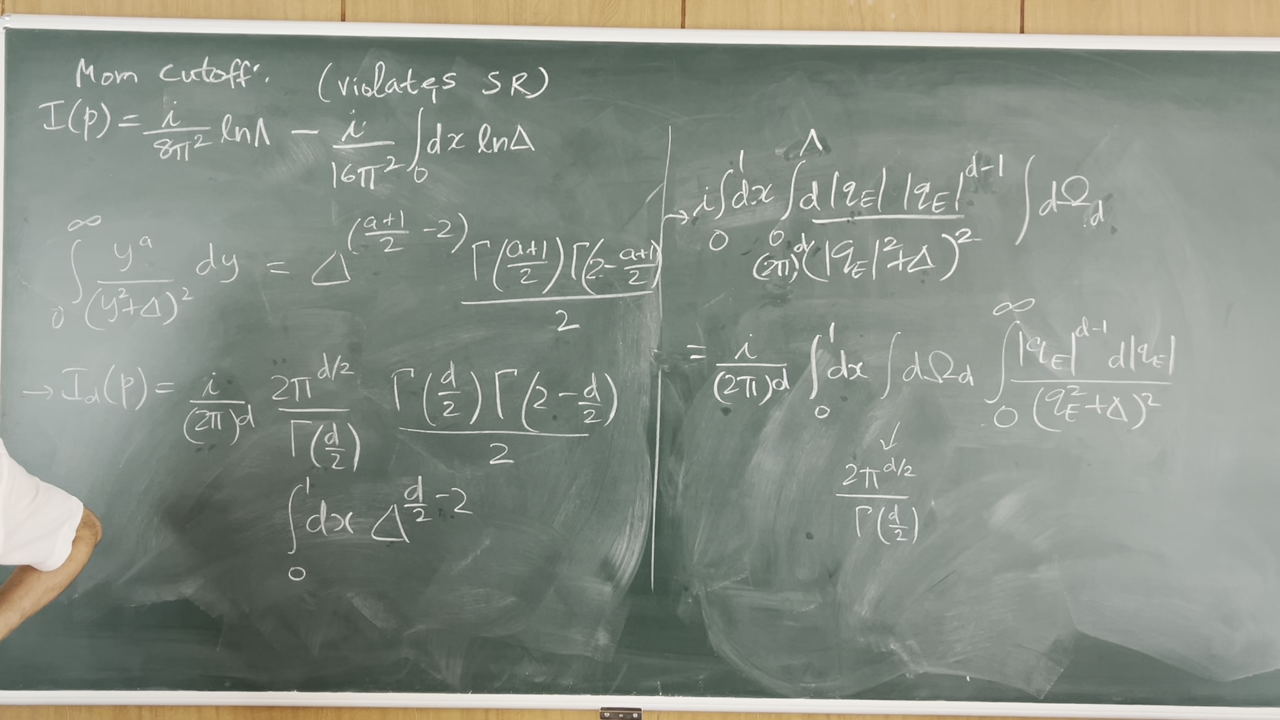 Mom cutoff: (violates SR)
I(p) = i/8π² lnΛ − i/16π² ∫₀¹ dx lnΔ
∫₀^∞ y^a/(y²+Δ)² dy = Δ^((a+1)/2 − 2) Γ((a+1)/2) Γ(2 − (a+1)/2) / 2
→ I_d(p) = i/(2π)^d 2π^{d/2}/Γ(d/2) Γ(d/2) Γ(2 − d/2) / 2
∫₀¹ dx Δ^{d/2 − 2}
→ i ∫₀¹ dx ∫₀^Λ d|q_E| |q_E|^{d-1} / (2π)^d (|q_E|² + Δ)² ∫ dΩ_d
= i/(2π)^d ∫₀¹ dx ∫ dΩ_d ∫₀^∞ |q_E|^{d-1} d|q_E| / (q_E² + Δ)²
↓
2π^{d/2} / Γ(d/2)